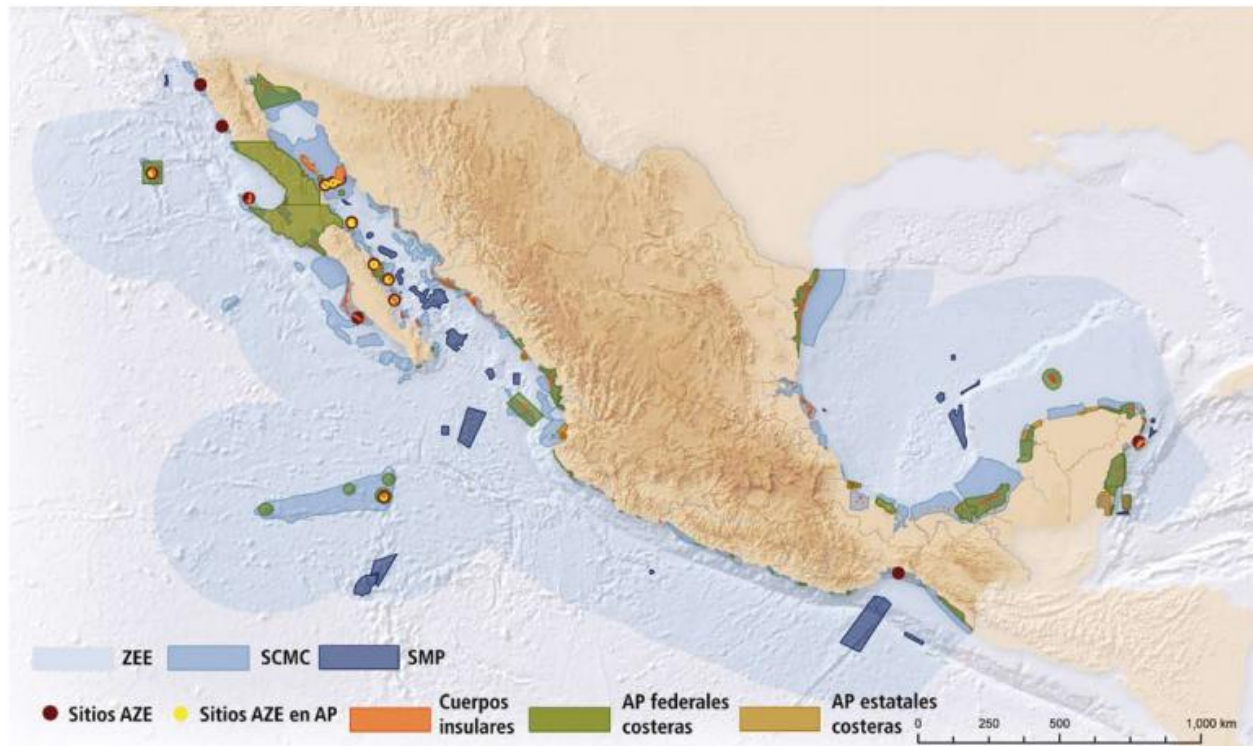 ZEE
SCMC
SMP
Sitios AZE
Sitios AZE en AP
Cuerpos
insulares
AP federales
costeras
AP estatales
costeras
0 250 500 1,000 km